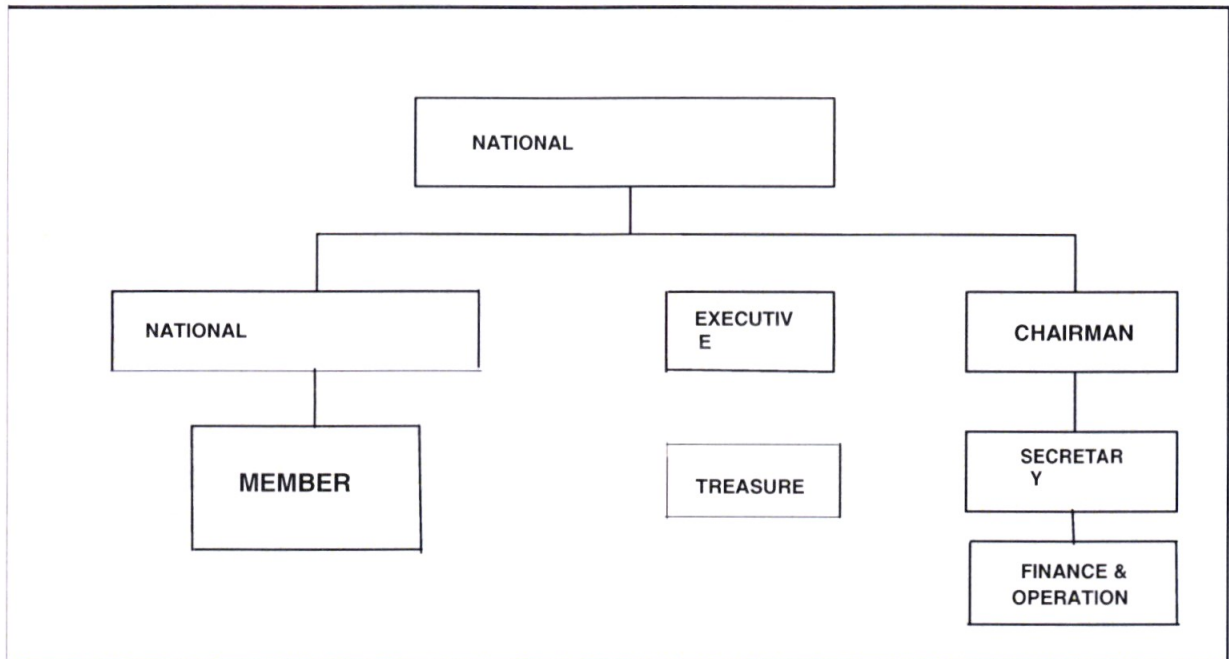 NATIONAL
NATIONAL
EXECUTIV
E
CHAIRMAN
MEMBER
TREASURE
SECRETAR
Y
FINANCE &
OPERATION